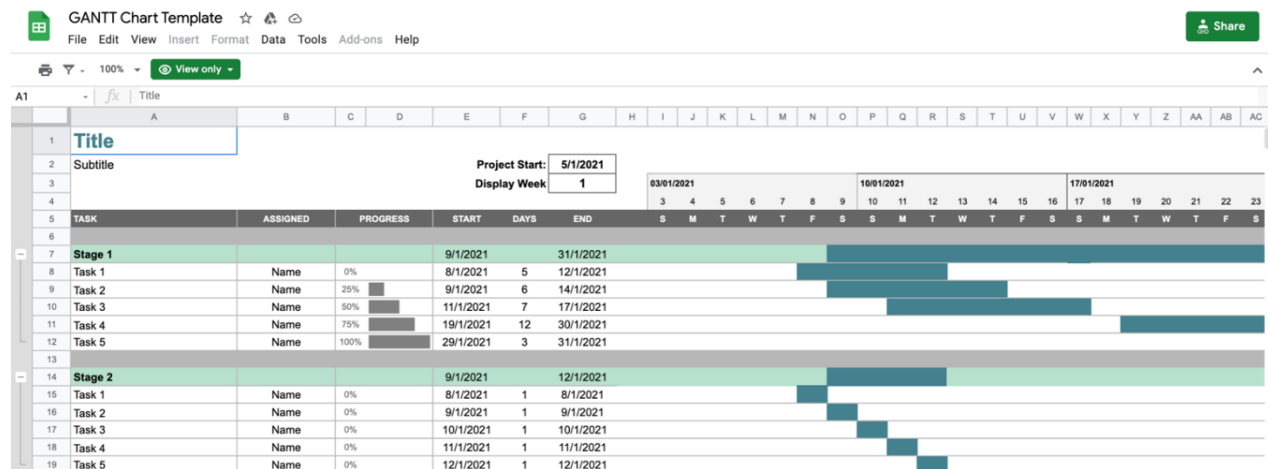 GANTT Chart Template
File Edit View Insert Format Data Tools Add-ons Help
Share
100% View only
A1 fx Title
A B C D E F G H I J K L M N O P Q R S T U V W X Y Z AA AB AC
1 Title
2 Subtitle Project Start: 5/1/2021
3 Display Week 1 03/01/2021 10/01/2021 17/01/2021
4 3 4 5 6 7 8 9 10 11 12 13 14 15 16 17 18 19 20 21 22 23
5 TASK ASSIGNED PROGRESS START DAYS END S M T W T F S S M T W T F S S M T W T F S
6
7 Stage 1 9/1/2021 31/1/2021
8 Task 1 Name 0% 8/1/2021 5 12/1/2021
9 Task 2 Name 25% 9/1/2021 6 14/1/2021
10 Task 3 Name 50% 11/1/2021 7 17/1/2021
11 Task 4 Name 75% 19/1/2021 12 30/1/2021
12 Task 5 Name 100% 29/1/2021 3 31/1/2021
13
14 Stage 2 9/1/2021 12/1/2021
15 Task 1 Name 0% 8/1/2021 1 8/1/2021
16 Task 2 Name 0% 9/1/2021 1 9/1/2021
17 Task 3 Name 0% 10/1/2021 1 10/1/2021
18 Task 4 Name 0% 11/1/2021 1 11/1/2021
19 Task 5 Name 0% 12/1/2021 1 12/1/2021